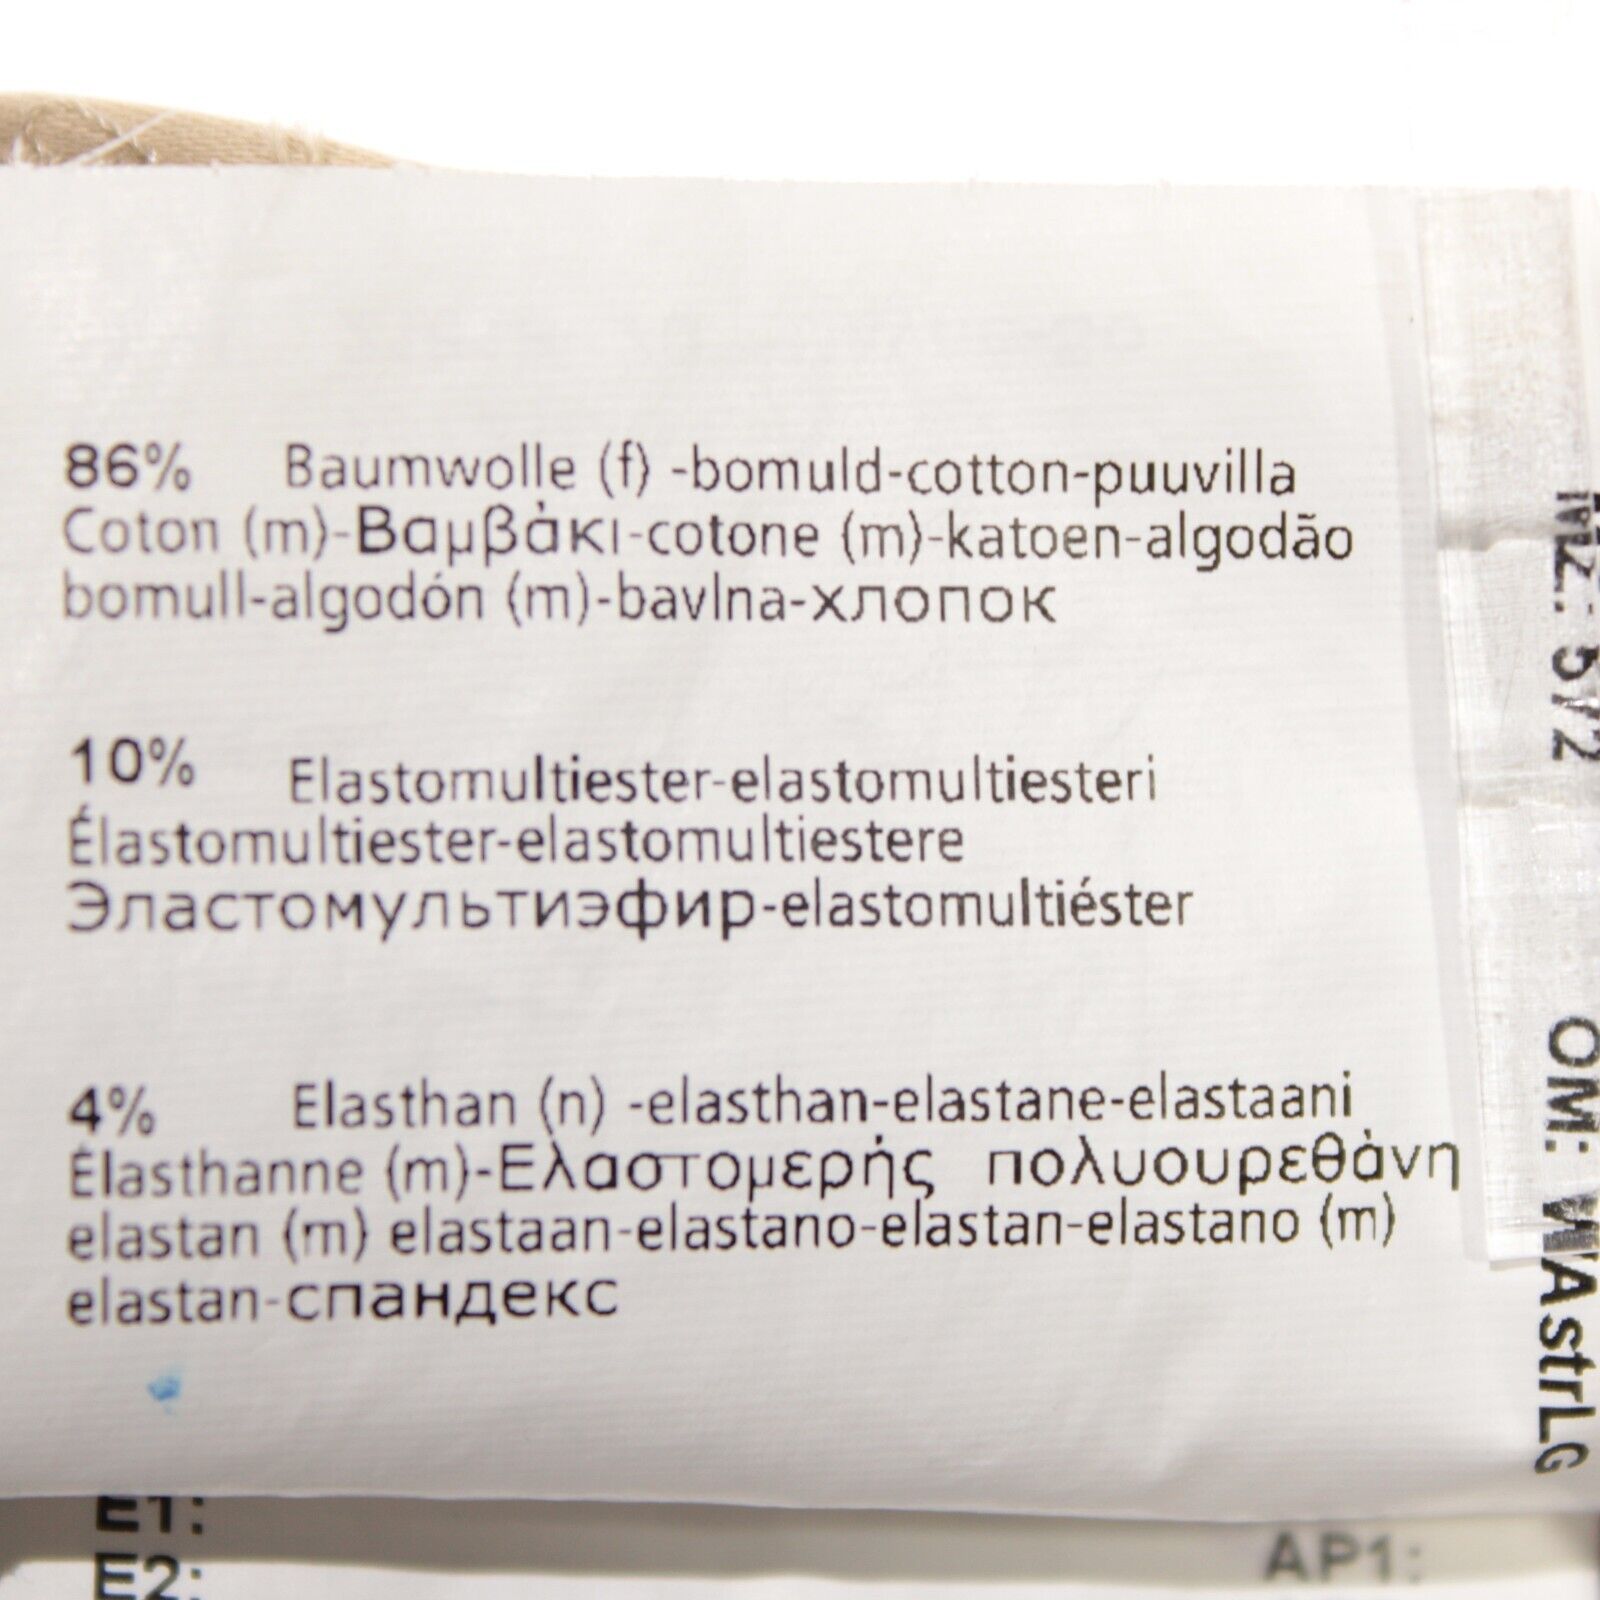 86% Baumwolle (f) -bomuld-cotton-puuvilla
Coton (m)-Βαμβάκι-cotone (m)-katoen-algodão
bomull-algodón (m)-bavlna-хлопок
10% Elastomultiester-elastomultiesteri
Élastomultiester-elastomultiestere
Эластомультиэфир-elastomultiéster
4% Elasthan (n) -elasthan-elastane-elastaani
Élasthanne (m)-Ελαστομερής πολυουρεθάνη
elastan (m) elastaan-elastano-elastan-elastano (m)
elastan-спандекс
E1:
E2:
AP1:
572
OM: